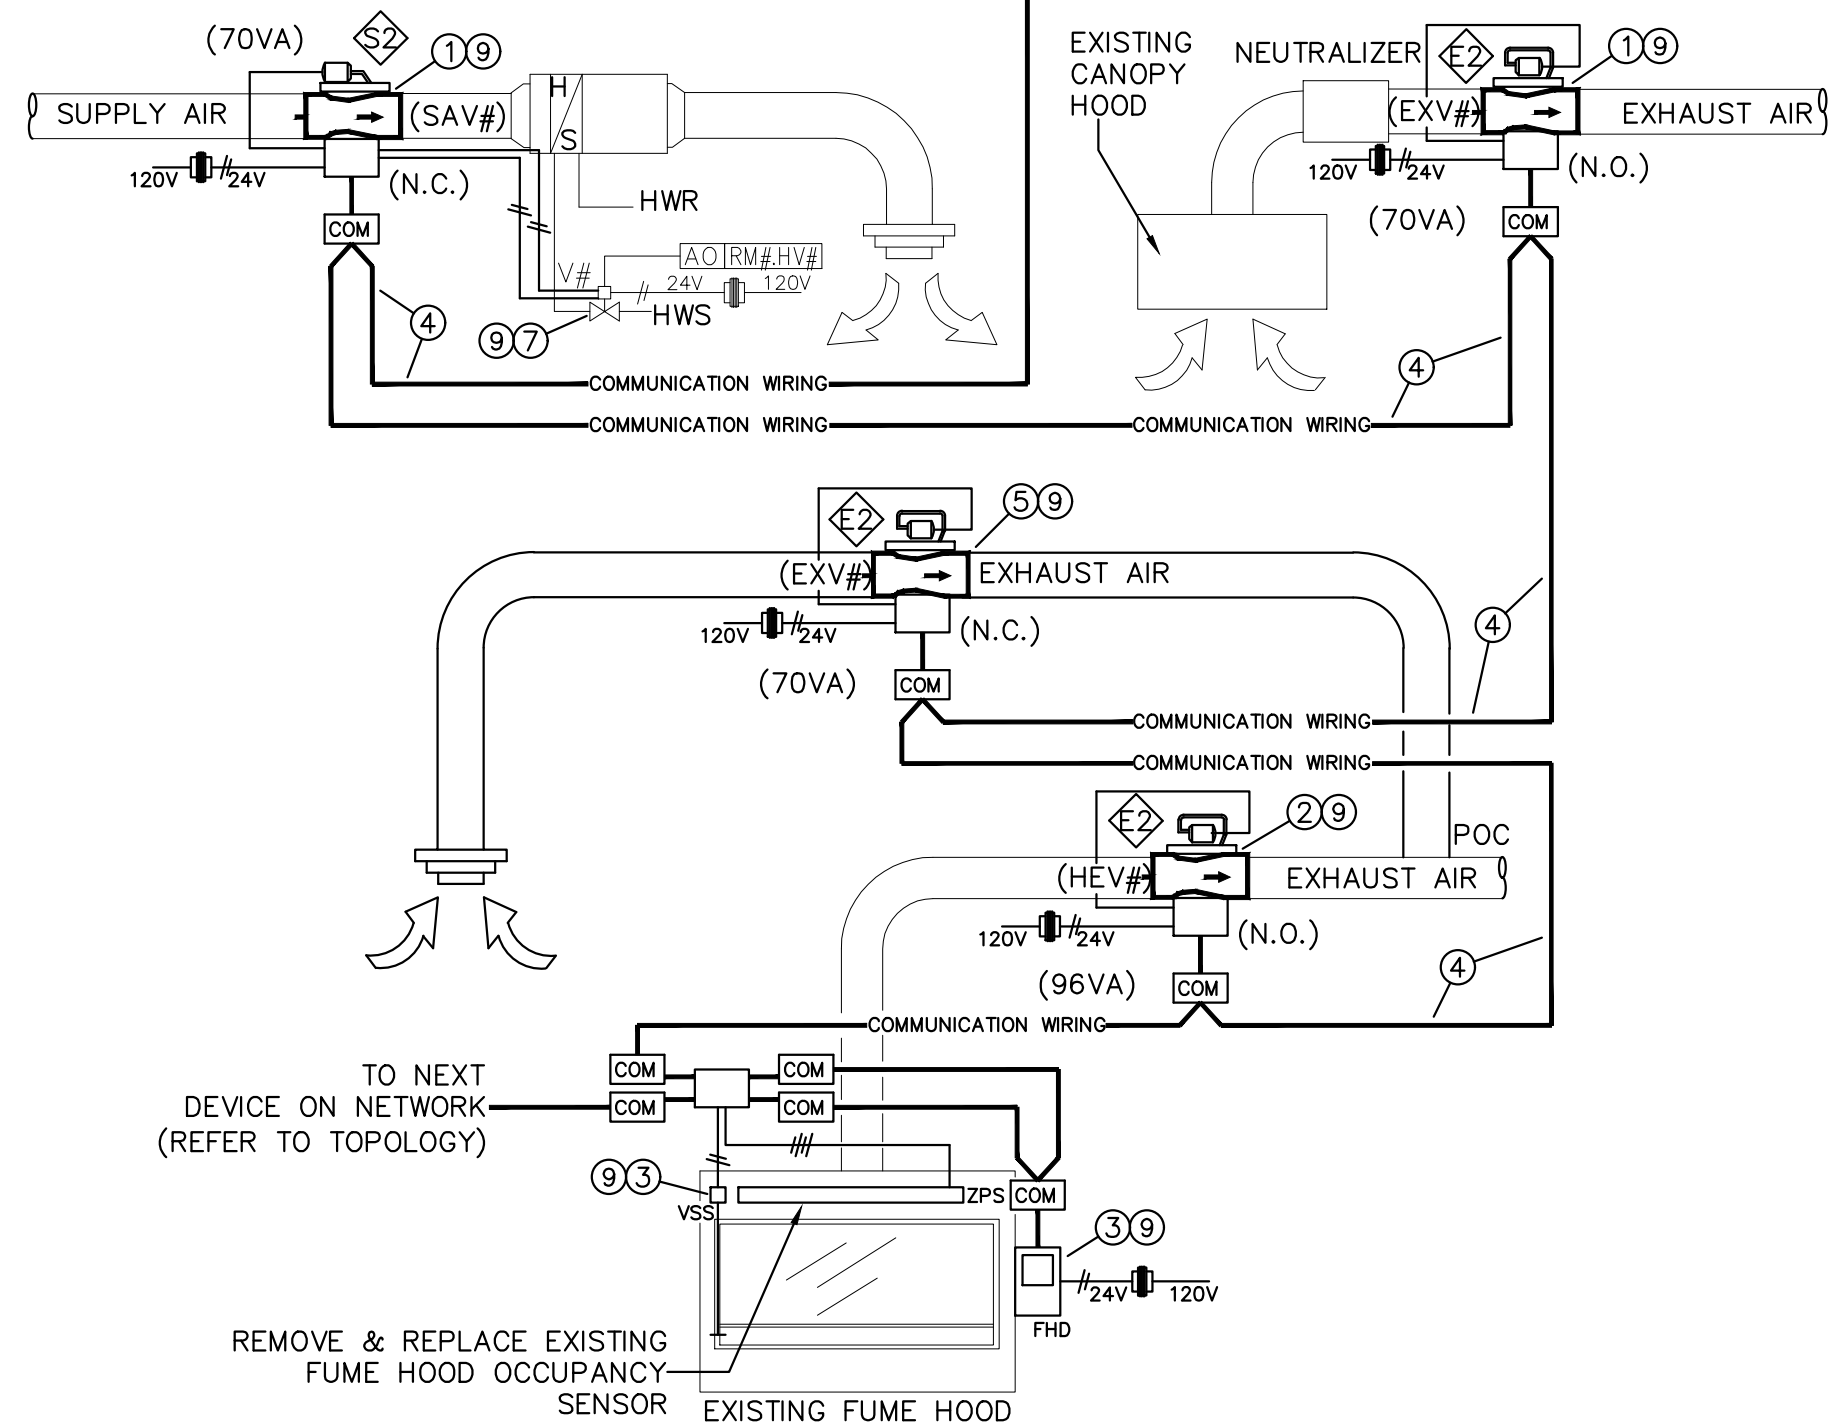 (70VA)
S2
1 9
SUPPLY AIR
(SAV#)
H
S
120V
24V
(N.C.)
COM
HWR
V#
AO
RM#.HV#
24V
120V
HWS
9 7
4
COMMUNICATION WIRING
COMMUNICATION WIRING
EXISTING
CANOPY
HOOD
NEUTRALIZER
E2
1 9
(EXV#)
EXHAUST AIR
120V
24V
(N.O.)
(70VA)
COM
4
COMMUNICATION WIRING
E2
5 9
(EXV#)
EXHAUST AIR
120V
24V
(N.C.)
(70VA)
COM
4
COMMUNICATION WIRING
COMMUNICATION WIRING
E2
2 9
POC
(HEV#)
EXHAUST AIR
120V
24V
(N.O.)
(96VA)
COM
4
COMMUNICATION WIRING
TO NEXT
DEVICE ON NETWORK
(REFER TO TOPOLOGY)
COM
COM
COM
COM
9 3
VSS
ZPS
COM
3 9
24V
120V
FHD
REMOVE & REPLACE EXISTING
FUME HOOD OCCUPANCY
SENSOR
EXISTING FUME HOOD